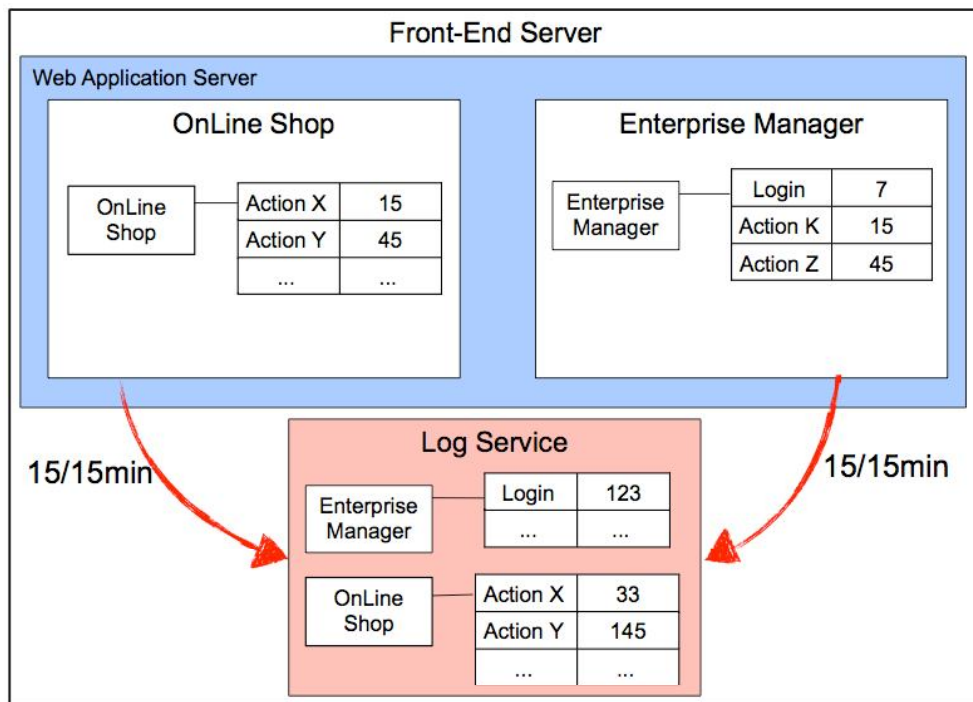 Front-End Server
Web Application Server
OnLine Shop
OnLine
Shop
Action X 15
Action Y 45
... ...
Enterprise Manager
Enterprise
Manager
Login 7
Action K 15
Action Z 45
15/15min
15/15min
Log Service
Enterprise
Manager
Login 123
... ...
OnLine
Shop
Action X 33
Action Y 145
... ...